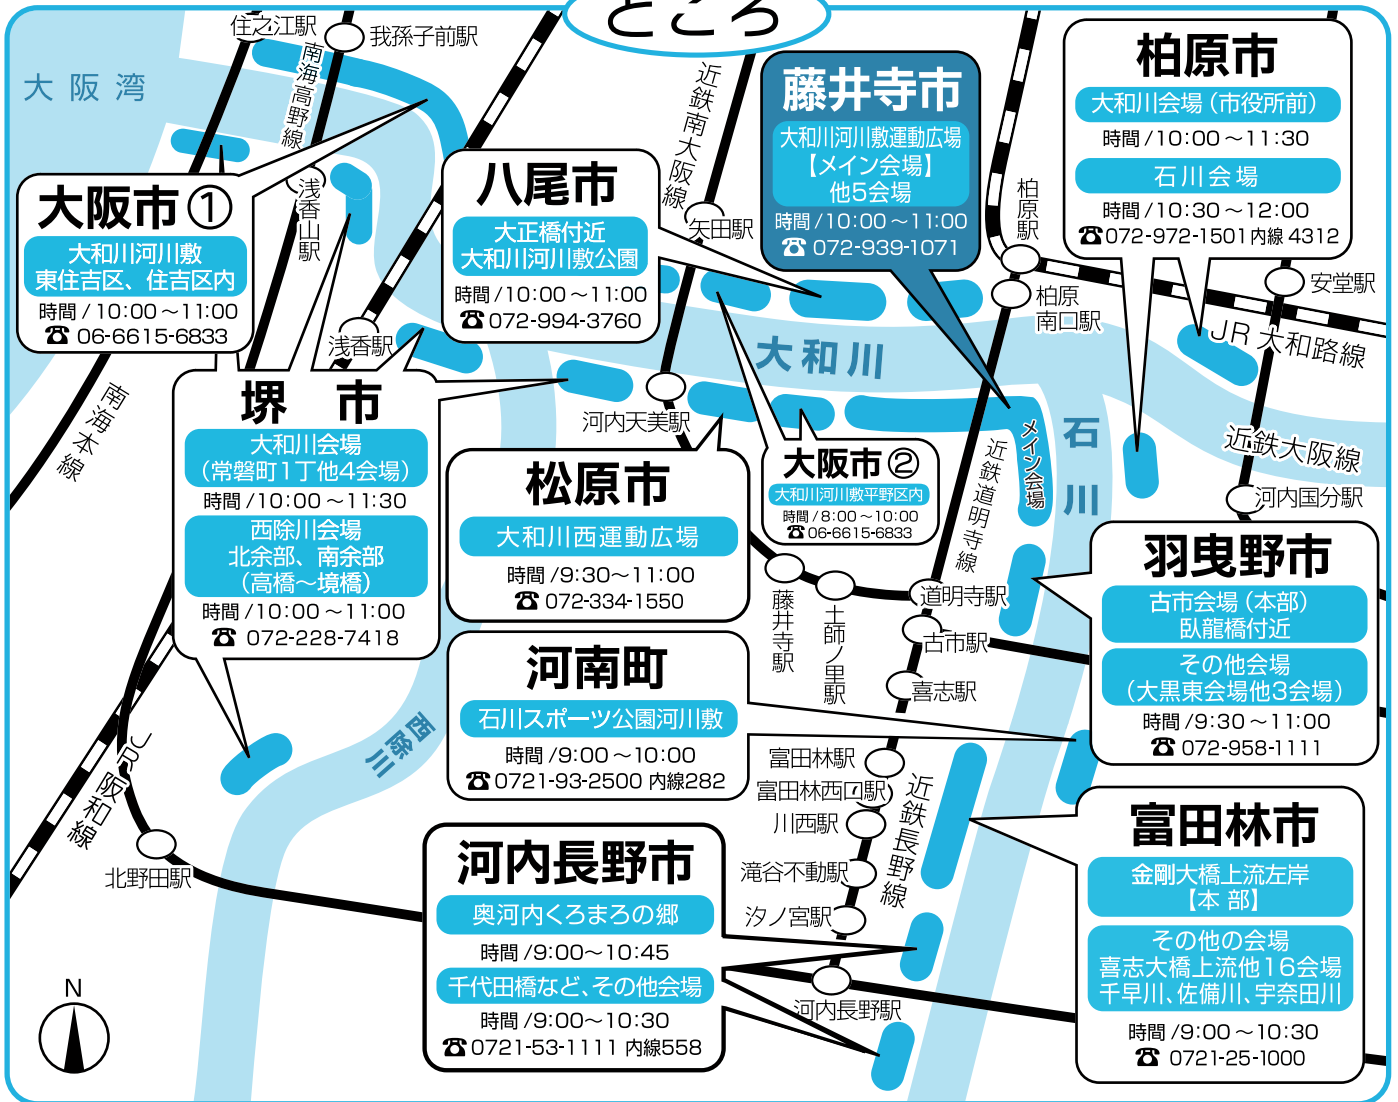 ところ
住之江駅
我孫子前駅
南海高野線
大阪湾
近鉄南大阪線
藤井寺市
大和川河川敷運動広場
【メイン会場】
他5会場
時間/10:00～11:00
☎ 072-939-1071
柏原市
大和川会場(市役所前)
時間/10:00～11:30
石川会場
時間/10:30～12:00
☎072-972-1501内線 4312
大阪市①
大和川河川敷
東住吉区、住吉区内
時間/10:00～11:00
☎ 06-6615-6833
浅香山駅
八尾市
大正橋付近
大和川河川敷公園
時間/10:00～11:00
☎ 072-994-3760
矢田駅
柏原駅
柏原南口駅
安堂駅
JR大和路線
浅香駅
大和川
南海本線
堺 市
大和川会場
(常磐町1丁他4会場)
時間/10:00～11:30
西除川会場
北余部、南余部
(高橋～境橋)
時間/10:00～11:00
☎ 072-228-7418
河内天美駅
松原市
大和川西運動広場
時間/9:30～11:00
☎ 072-334-1550
大阪市②
大和川河川敷平野区内
時間/8:00～10:00
☎06-6615-6833
近鉄道明寺線
メイン会場
石川
近鉄大阪線
河内国分駅
羽曳野市
古市会場(本部)
臥龍橋付近
その他会場
(大黒東会場他3会場)
時間/9:30～11:00
☎ 072-958-1111
藤井寺駅
土師ノ里駅
道明寺駅
古市駅
喜志駅
河南町
石川スポーツ公園河川敷
時間/9:00～10:00
☎0721-93-2500 内線282
西除川
JR阪和線
北野田駅
富田林駅
富田林西口駅
川西駅
滝谷不動駅
汐ノ宮駅
近鉄長野線
河内長野駅
河内長野市
奥河内くろまろの郷
時間/9:00～10:45
千代田橋など、その他会場
時間/9:00～10:30
☎0721-53-1111 内線558
富田林市
金剛大橋上流左岸
【本 部】
その他の会場
喜志大橋上流他16会場
千早川、佐備川、宇奈田川
時間/9:00～10:30
☎ 0721-25-1000
N